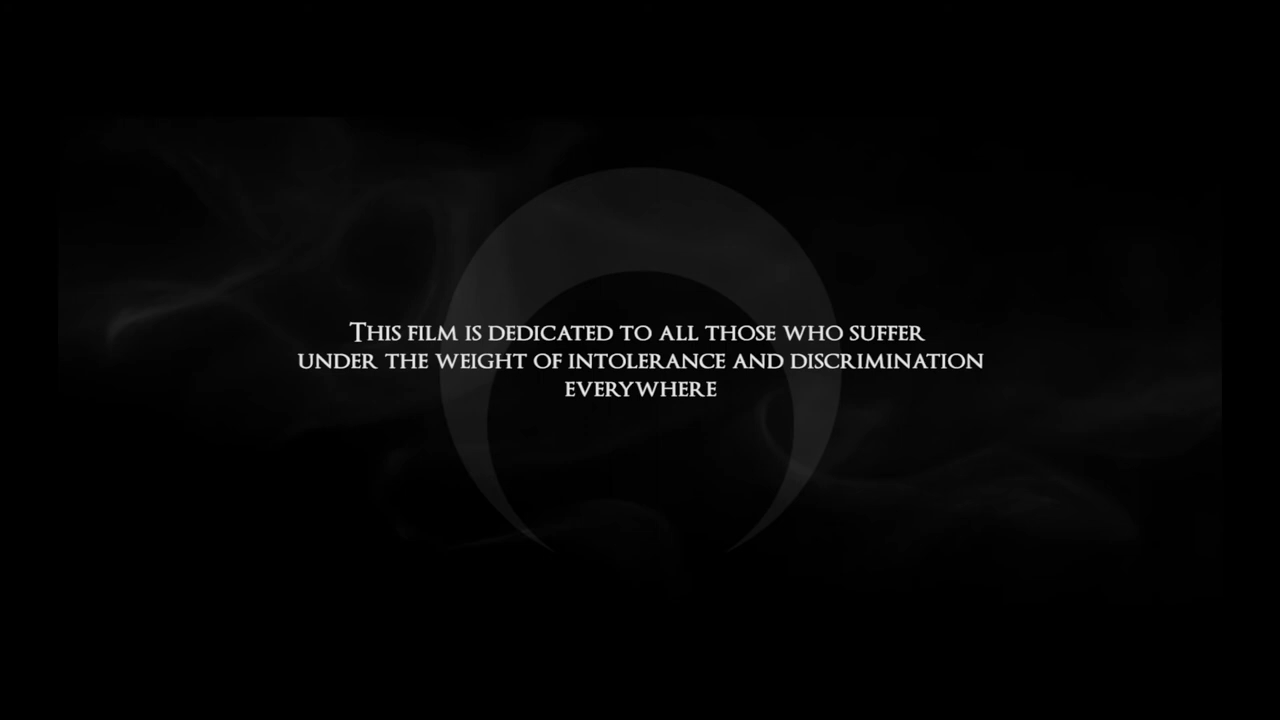 This film is dedicated to all those who suffer
under the weight of intolerance and discrimination
everywhere